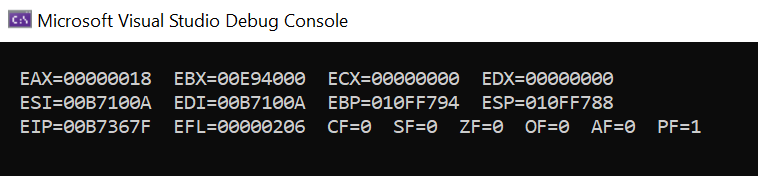 Microsoft Visual Studio Debug Console
EAX=00000018 EBX=00E94000 ECX=00000000 EDX=00000000
ESI=00B7100A EDI=00B7100A EBP=010FF794 ESP=010FF788
EIP=00B7367F EFL=00000206 CF=0 SF=0 ZF=0 OF=0 AF=0 PF=1